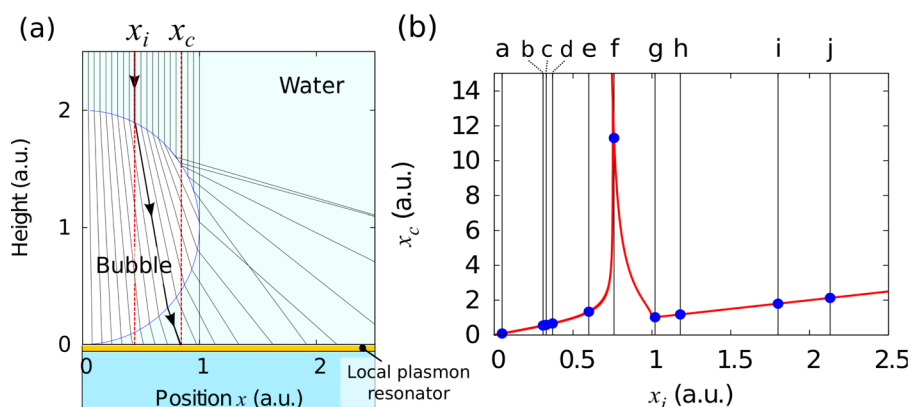 (a)
x_i x_c
Water
Height (a.u.)
2
1
0
Bubble
0 1 2
Position x (a.u.)
Local plasmon
resonator
(b)
a b c d e f g h i j
x_c (a.u.)
14
12
10
8
6
4
2
0
0 0.5 1 1.5 2 2.5
x_i (a.u.)